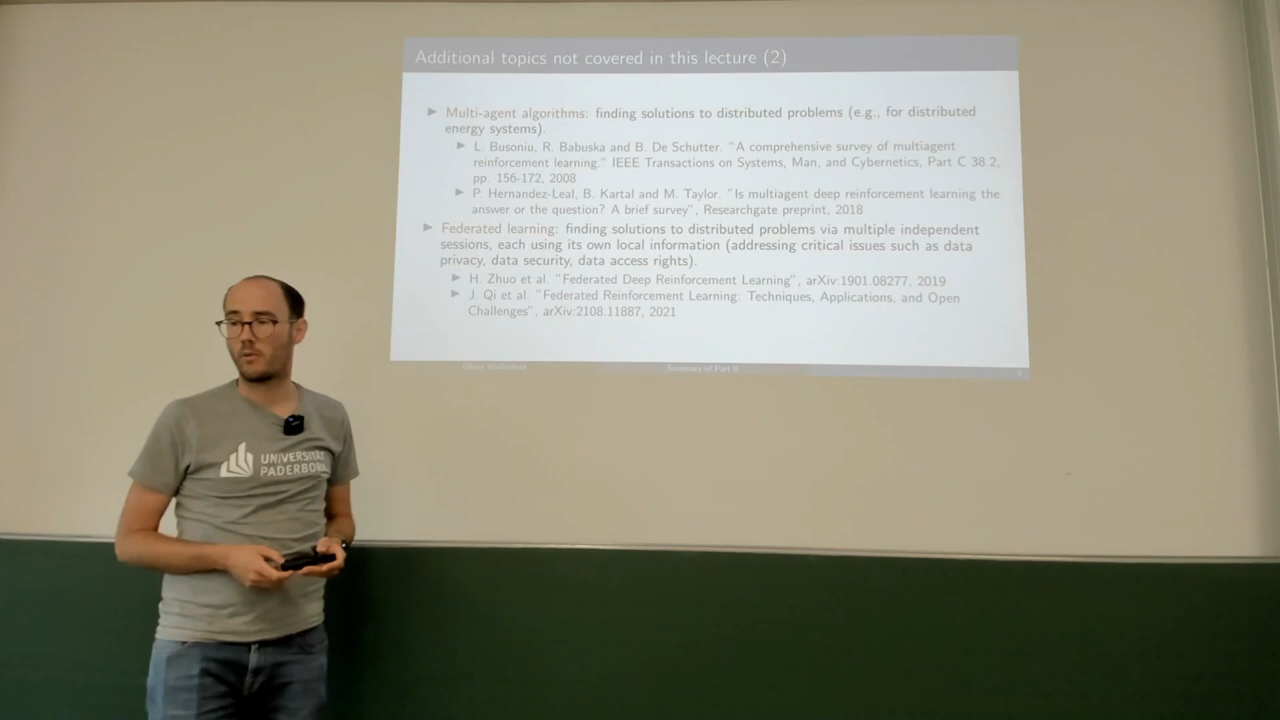 Additional topics not covered in this lecture (2)
► Multi-agent algorithms: finding solutions to distributed problems (e.g., for distributed
energy systems).
► L. Busoniu, R. Babuska and B. De Schutter. "A comprehensive survey of multiagent
reinforcement learning." IEEE Transactions on Systems, Man, and Cybernetics, Part C 38.2,
pp. 156-172, 2008
► P. Hernandez-Leal, B. Kartal and M. Taylor. "Is multiagent deep reinforcement learning the
answer or the question? A brief survey", Researchgate preprint, 2018
► Federated learning: finding solutions to distributed problems via multiple independent
sessions, each using its own local information (addressing critical issues such as data
privacy, data security, data access rights).
► H. Zhuo et al. "Federated Deep Reinforcement Learning", arXiv:1901.08277, 2019
► J. Qi et al. "Federated Reinforcement Learning: Techniques, Applications, and Open
Challenges", arXiv:2108.11887, 2021
Summary of Part II
UNIVERSITÄT
PADERBORN